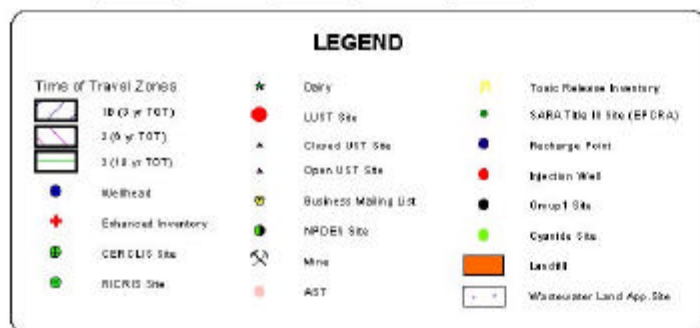 LEGEND
Time of Travel Zones
1B (3 yr TOT)
2 (6 yr TOT)
3 (10 yr TOT)
Wellhead
Enhanced Inventory
CERCLIS Site
RICRIS Site
Dairy
LUST Site
Closed UST Site
Open UST Site
Business Mailing List
NPDES Site
Mine
AST
Toxic Release Inventory
SARA Title III Site (EPCRA)
Recharge Point
Injection Well
Group1 Site
Cyanide Site
Landfill
Wastewater Land App. Site